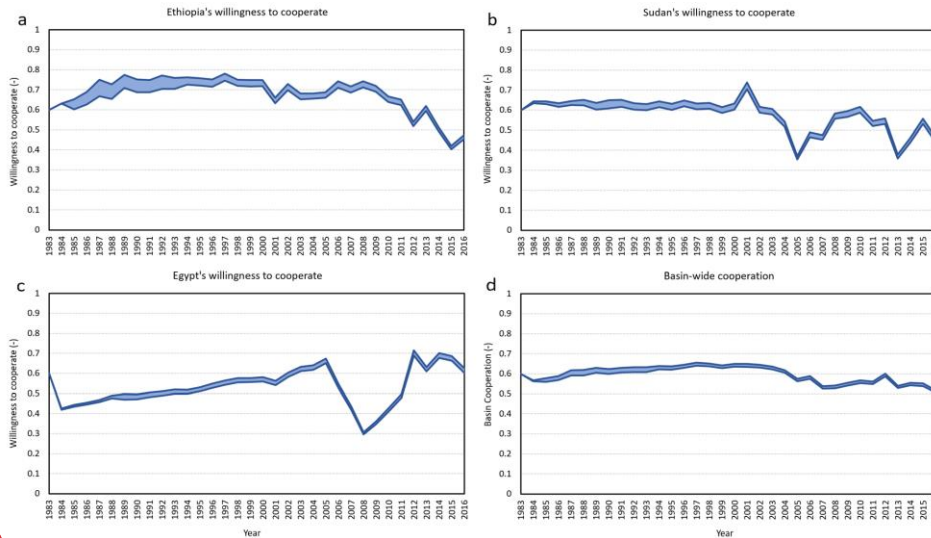 a
Ethiopia's willingness to cooperate
Willingness to cooperate (-)
1
0.9
0.8
0.7
0.6
0.5
0.4
0.3
0.2
0.1
0
1983 1984 1985 1986 1987 1988 1989 1990 1991 1992 1993 1994 1995 1996 1997 1998 1999 2000 2001 2002 2003 2004 2005 2006 2007 2008 2009 2010 2011 2012 2013 2014 2015 2016
b
Sudan's willingness to cooperate
Willingness to cooperate (-)
1
0.9
0.8
0.7
0.6
0.5
0.4
0.3
0.2
0.1
0
1983 1984 1985 1986 1987 1988 1989 1990 1991 1992 1993 1994 1995 1996 1997 1998 1999 2000 2001 2002 2003 2004 2005 2006 2007 2008 2009 2010 2011 2012 2013 2014 2015
c
Egypt's willingness to cooperate
Willingness to cooperate (-)
1
0.9
0.8
0.7
0.6
0.5
0.4
0.3
0.2
0.1
0
1983 1984 1985 1986 1987 1988 1989 1990 1991 1992 1993 1994 1995 1996 1997 1998 1999 2000 2001 2002 2003 2004 2005 2006 2007 2008 2009 2010 2011 2012 2013 2014 2015 2016
Year
d
Basin-wide cooperation
Basin Cooperation (-)
1
0.9
0.8
0.7
0.6
0.5
0.4
0.3
0.2
0.1
0
1983 1984 1985 1986 1987 1988 1989 1990 1991 1992 1993 1994 1995 1996 1997 1998 1999 2000 2001 2002 2003 2004 2005 2006 2007 2008 2009 2010 2011 2012 2013 2014 2015
Year